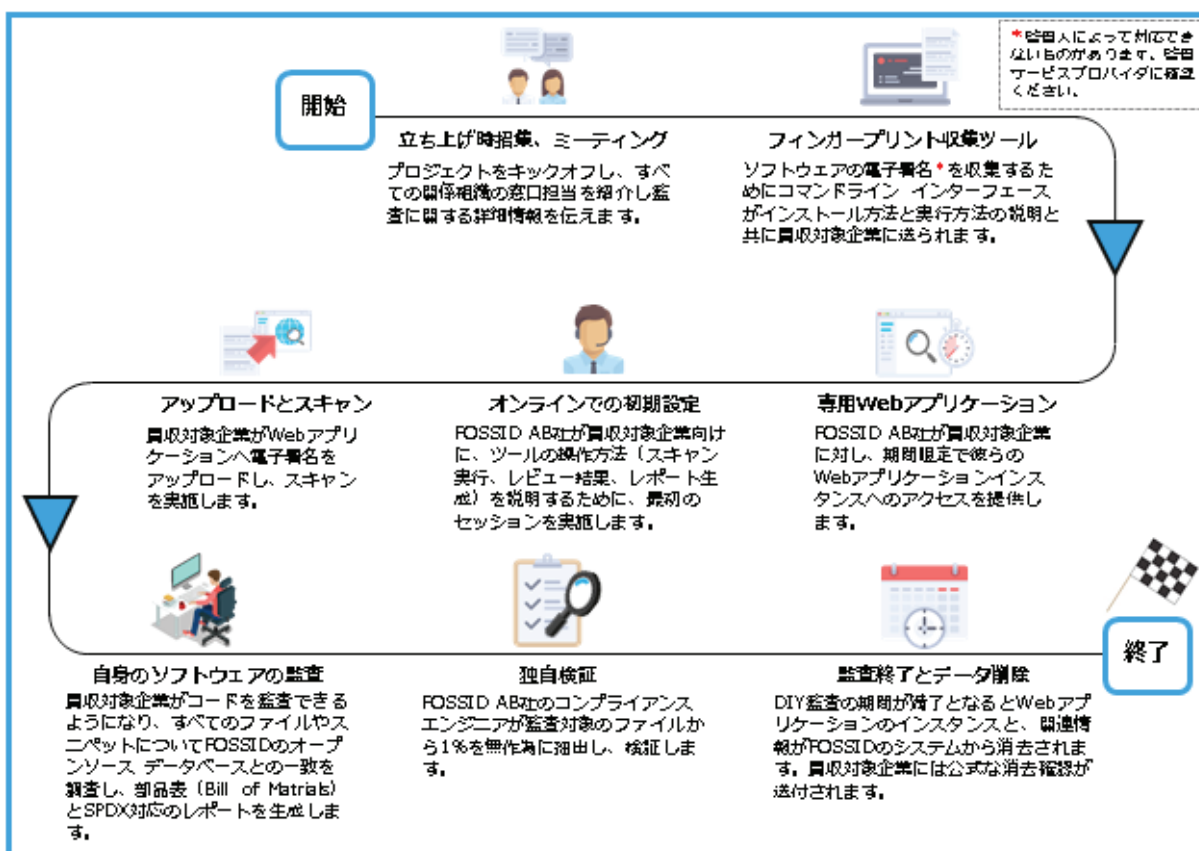 開始
*監査人によって対応でき
ないものがあります、監査
サービスプロバイダに確認
ください。
立ち上げ時招集、ミーティング
プロジェクトをキックオフし、すべ
ての関係組織の窓口担当を紹介し監
査に関する詳細情報を伝えます。
フィンガープリント収集ツール
ソフトウェアの電子署名*を収集するた
めにコマンドライン インターフェース
がインストール方法と実行方法の説明と
共に買収対象企業に送られます。
専用Webアプリケーション
FOSSID AB社が買収対象企業
に対し、期間限定で彼らの
Webアプリケーションインス
タンスへのアクセスを提供し
ます。
オンラインでの初期設定
FOSSID AB社が買収対象企業向け
に、ツールの操作方法（スキャン
実行、レビュー結果、レポート生
成）を説明するために、最初の
セッションを実施します。
アップロードとスキャン
買収対象企業がWebアプリ
ケーションへ電子署名を
アップロードし、スキャン
を実施します。
自身のソフトウェアの監査
買収対象企業がコードを監査できる
ようになり、すべてのファイルやス
ニペットについてFOSSIDのオープ
ンソース データベースとの一致を
調査し、部品表（Bill of Matrials）
とSPDX対応のレポートを生成しま
す。
独自検証
FOSSID AB社のコンプライアンス
エンジニアが監査対象のファイルか
ら1%を無作為に抽出し、検証しま
す。
監査終了とデータ削除
DIY監査の期間が満了となるとWebアプ
リケーションのインスタンスと、関連情
報がFOSSIDのシステムから消去されま
す。買収対象企業には公式な消去確認が
送付されます。
終了